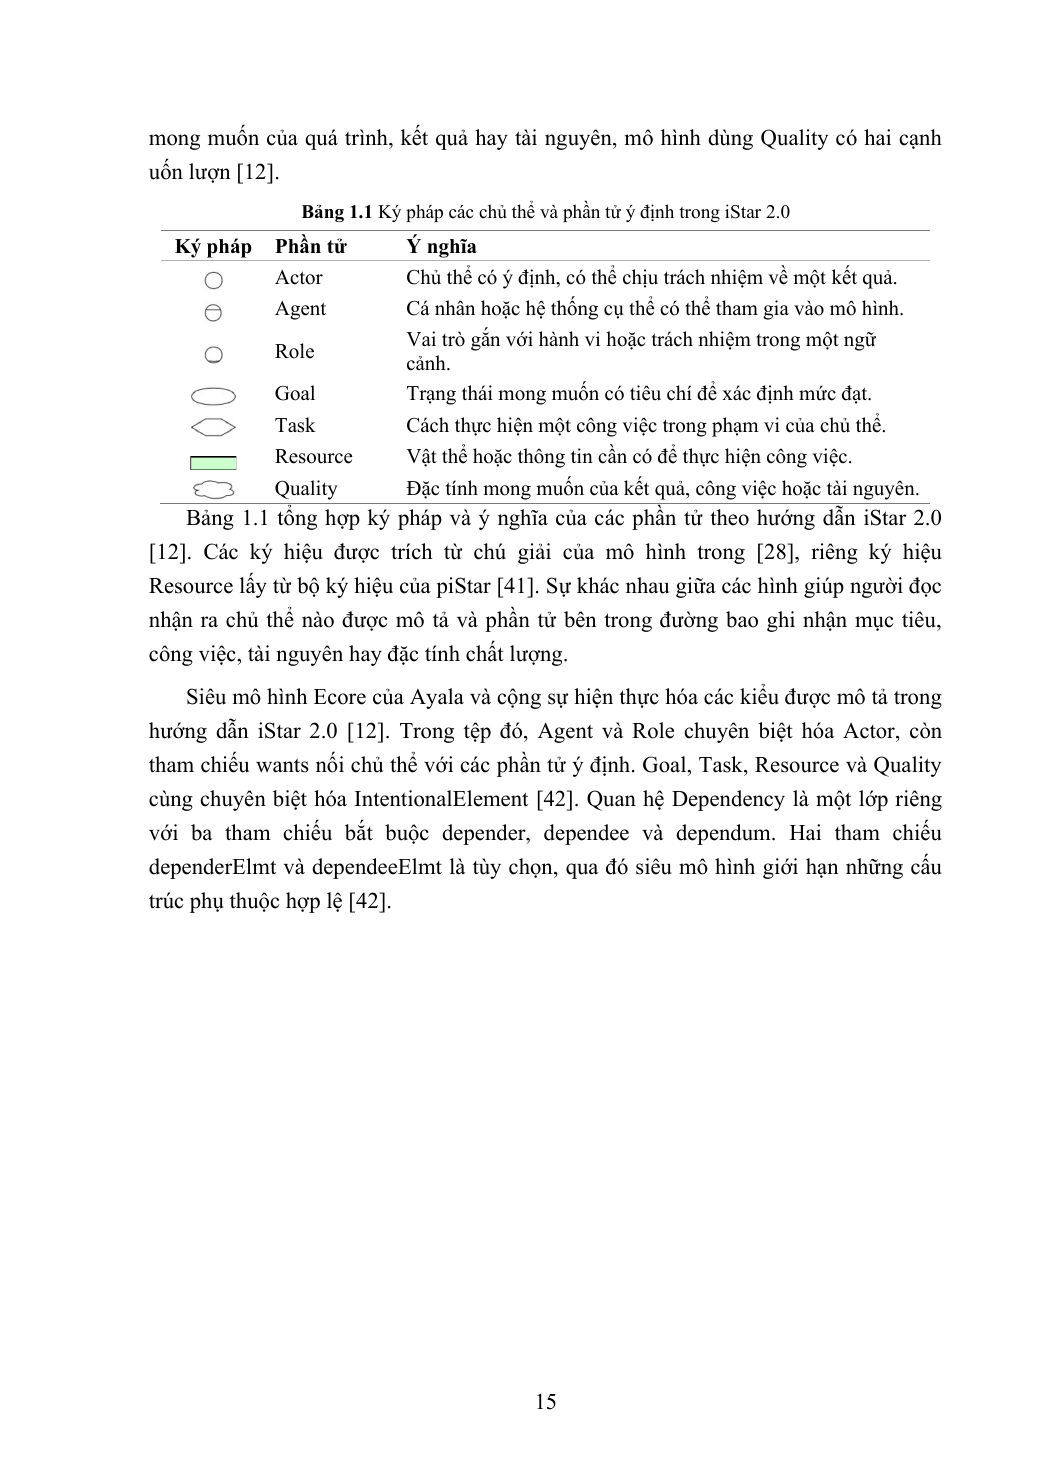 mong muốn của quá trình, kết quả hay tài nguyên, mô hình dùng Quality có hai cạnh
uốn lượn [12].
Bảng 1.1 Ký pháp các chủ thể và phần tử ý định trong iStar 2.0
Ký pháp Phần tử Ý nghĩa
Actor Chủ thể có ý định, có thể chịu trách nhiệm về một kết quả.
Agent Cá nhân hoặc hệ thống cụ thể có thể tham gia vào mô hình.
Role Vai trò gắn với hành vi hoặc trách nhiệm trong một ngữ
cảnh.
Goal Trạng thái mong muốn có tiêu chí để xác định mức đạt.
Task Cách thực hiện một công việc trong phạm vi của chủ thể.
Resource Vật thể hoặc thông tin cần có để thực hiện công việc.
Quality Đặc tính mong muốn của kết quả, công việc hoặc tài nguyên.
Bảng 1.1 tổng hợp ký pháp và ý nghĩa của các phần tử theo hướng dẫn iStar 2.0
[12]. Các ký hiệu được trích từ chú giải của mô hình trong [28], riêng ký hiệu
Resource lấy từ bộ ký hiệu của piStar [41]. Sự khác nhau giữa các hình giúp người đọc
nhận ra chủ thể nào được mô tả và phần tử bên trong đường bao ghi nhận mục tiêu,
công việc, tài nguyên hay đặc tính chất lượng.
Siêu mô hình Ecore của Ayala và cộng sự hiện thực hóa các kiểu được mô tả trong
hướng dẫn iStar 2.0 [12]. Trong tệp đó, Agent và Role chuyên biệt hóa Actor, còn
tham chiếu wants nối chủ thể với các phần tử ý định. Goal, Task, Resource và Quality
cùng chuyên biệt hóa IntentionalElement [42]. Quan hệ Dependency là một lớp riêng
với ba tham chiếu bắt buộc depender, dependee và dependum. Hai tham chiếu
dependerElmt và dependeeElmt là tùy chọn, qua đó siêu mô hình giới hạn những cấu
trúc phụ thuộc hợp lệ [42].
15